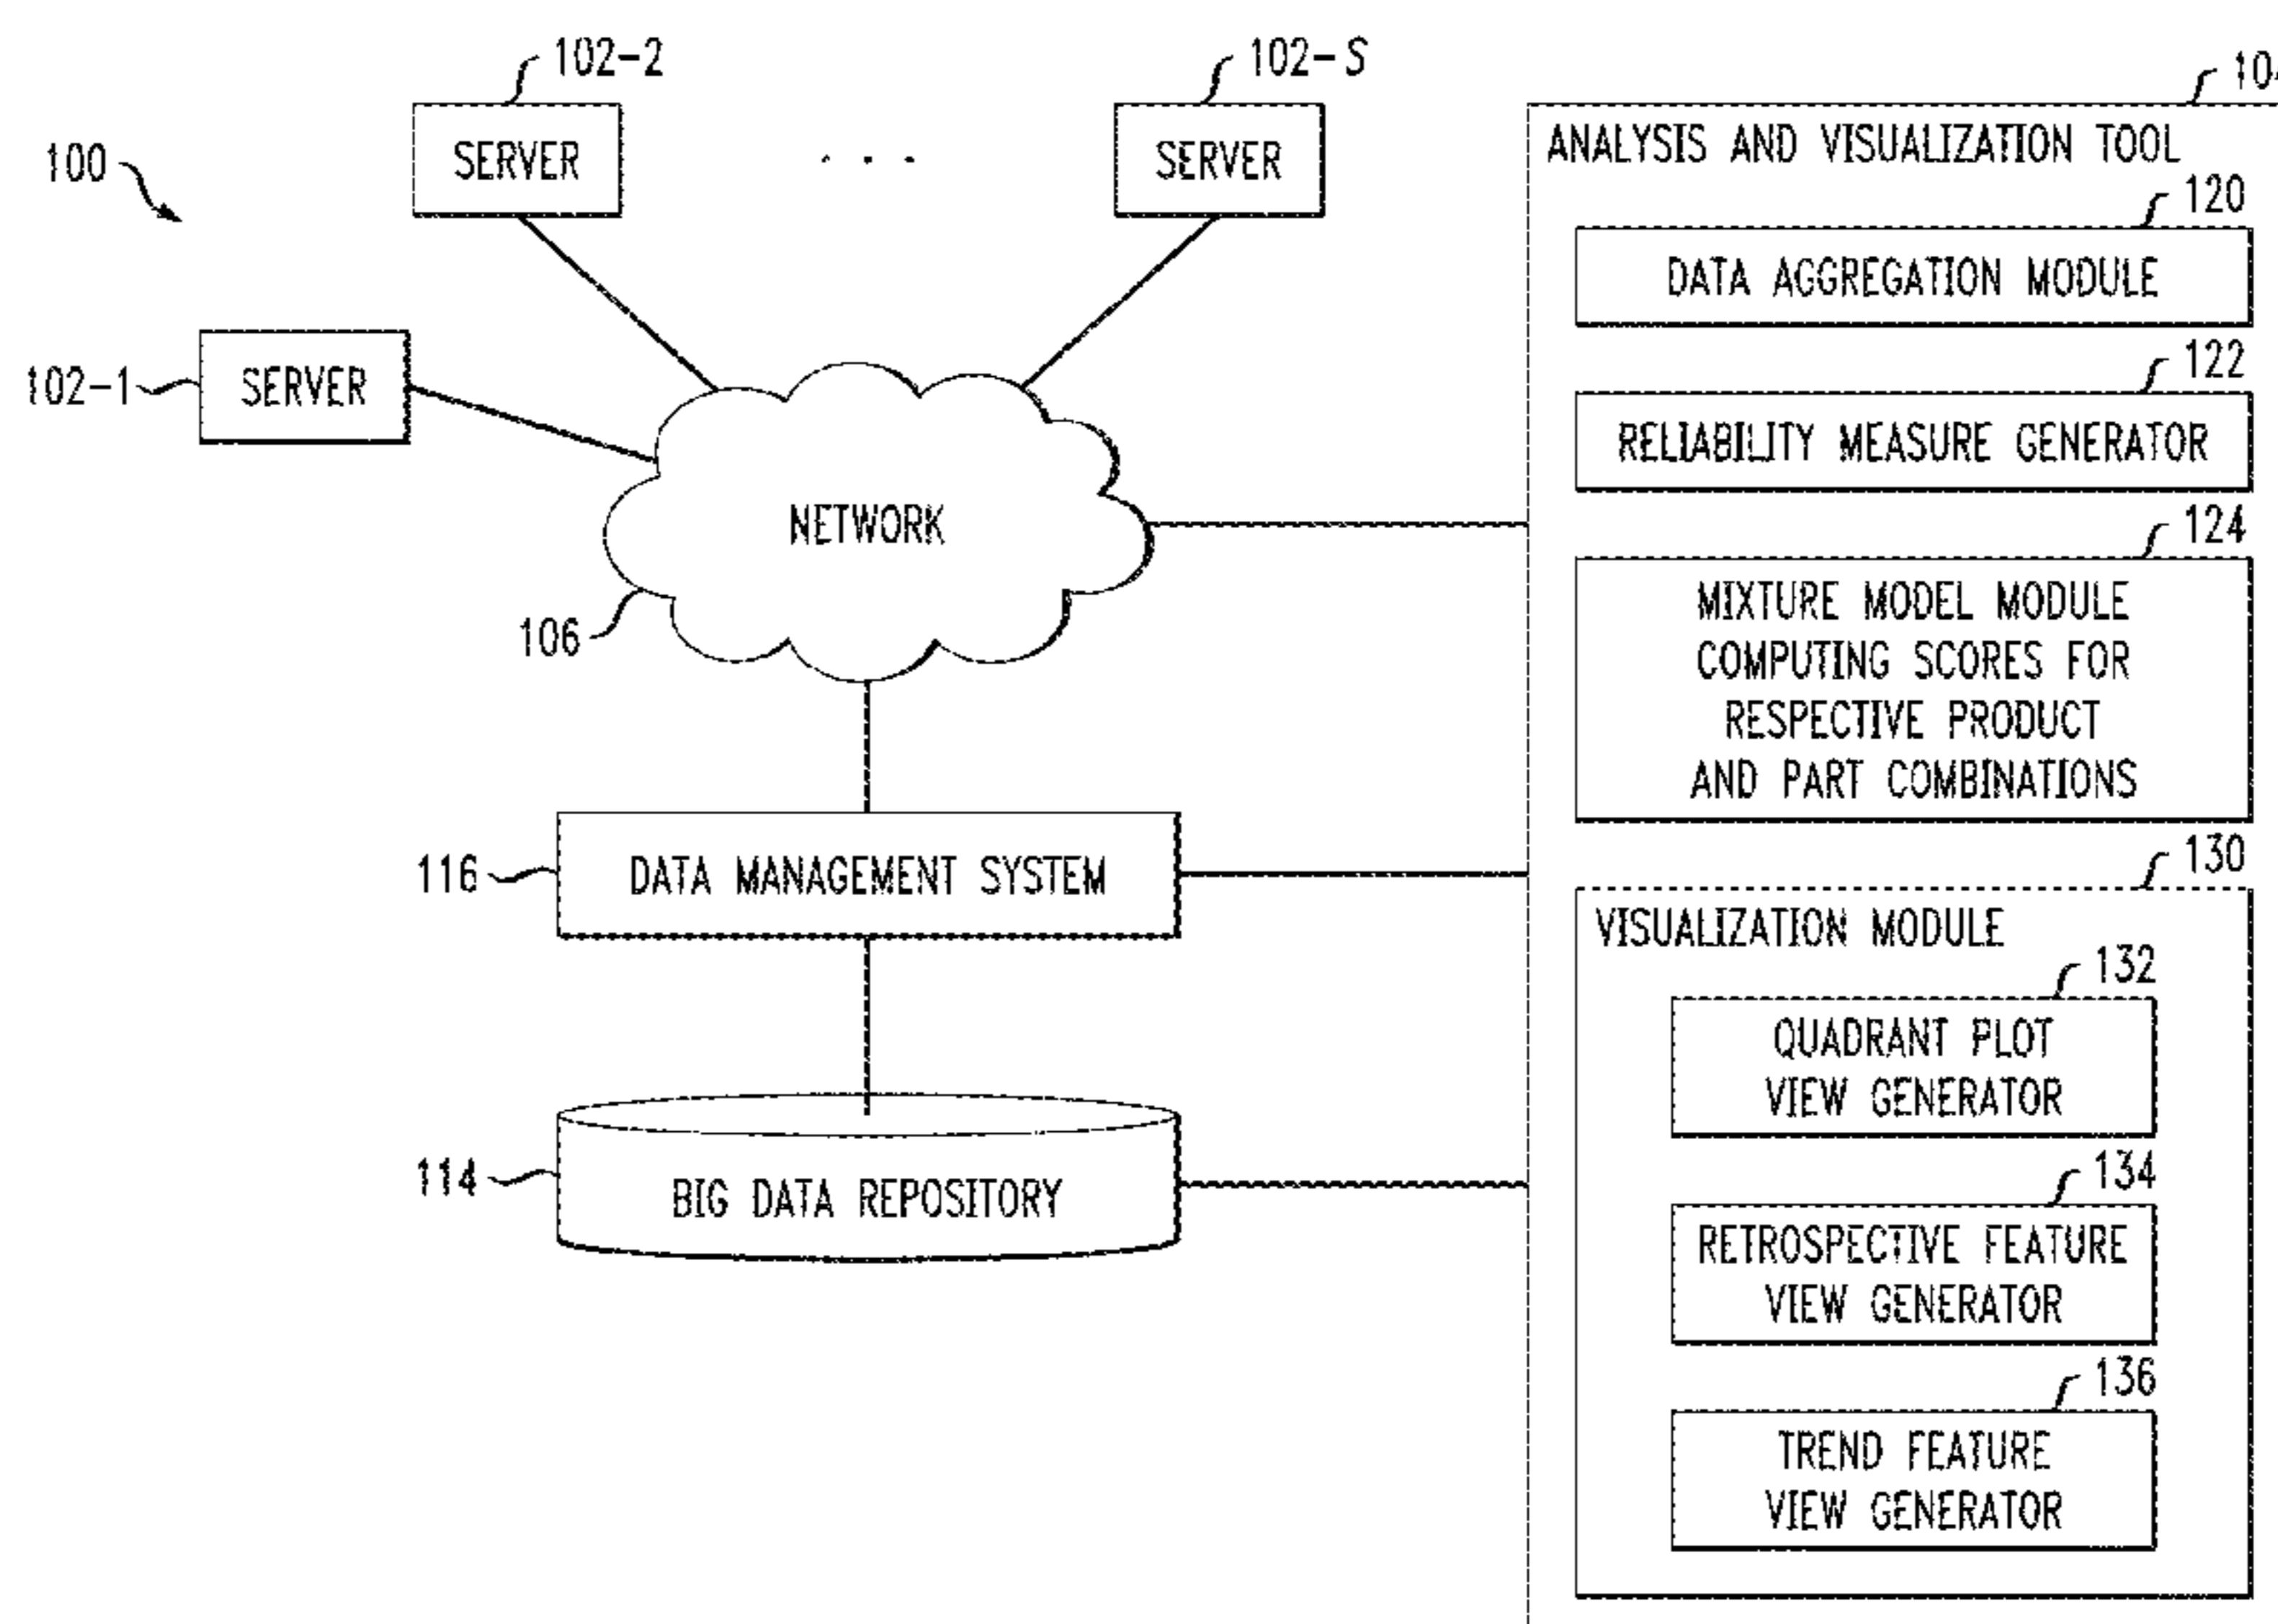 102-2
102-S
100
SERVER
SERVER
102-1
SERVER
NETWORK
106
116
DATA MANAGEMENT SYSTEM
114
BIG DATA REPOSITORY
ANALYSIS AND VISUALIZATION TOOL
120
DATA AGGREGATION MODULE
122
RELIABILITY MEASURE GENERATOR
124
MIXTURE MODEL MODULE
COMPUTING SCORES FOR
RESPECTIVE PRODUCT
AND PART COMBINATIONS
130
VISUALIZATION MODULE
132
QUADRANT PLOT
VIEW GENERATOR
134
RETROSPECTIVE FEATURE
VIEW GENERATOR
136
TREND FEATURE
VIEW GENERATOR